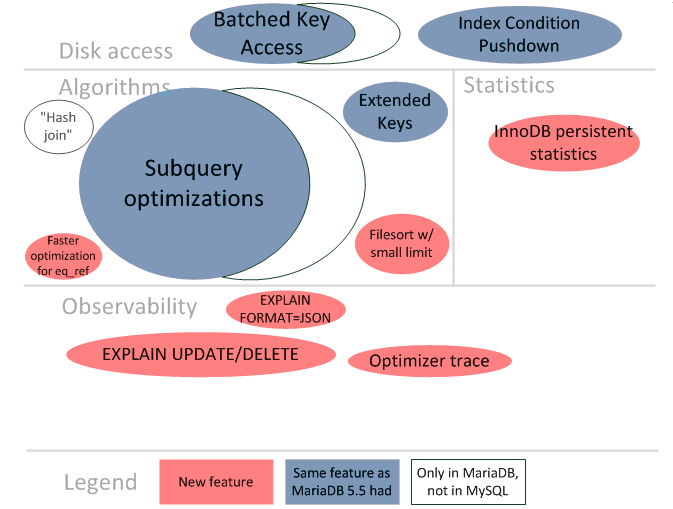 Batched Key
Access
Index Condition
Pushdown
Disk access
Algorithms
Statistics
"Hash
join"
Extended
Keys
InnoDB persistent
statistics
Subquery
optimizations
Faster
optimization
for eq_ref
Filesort w/
small limit
Observability
EXPLAIN
FORMAT=JSON
EXPLAIN UPDATE/DELETE
Optimizer trace
Legend
New feature
Same feature as
MariaDB 5.5 had
Only in MariaDB,
not in MySQL